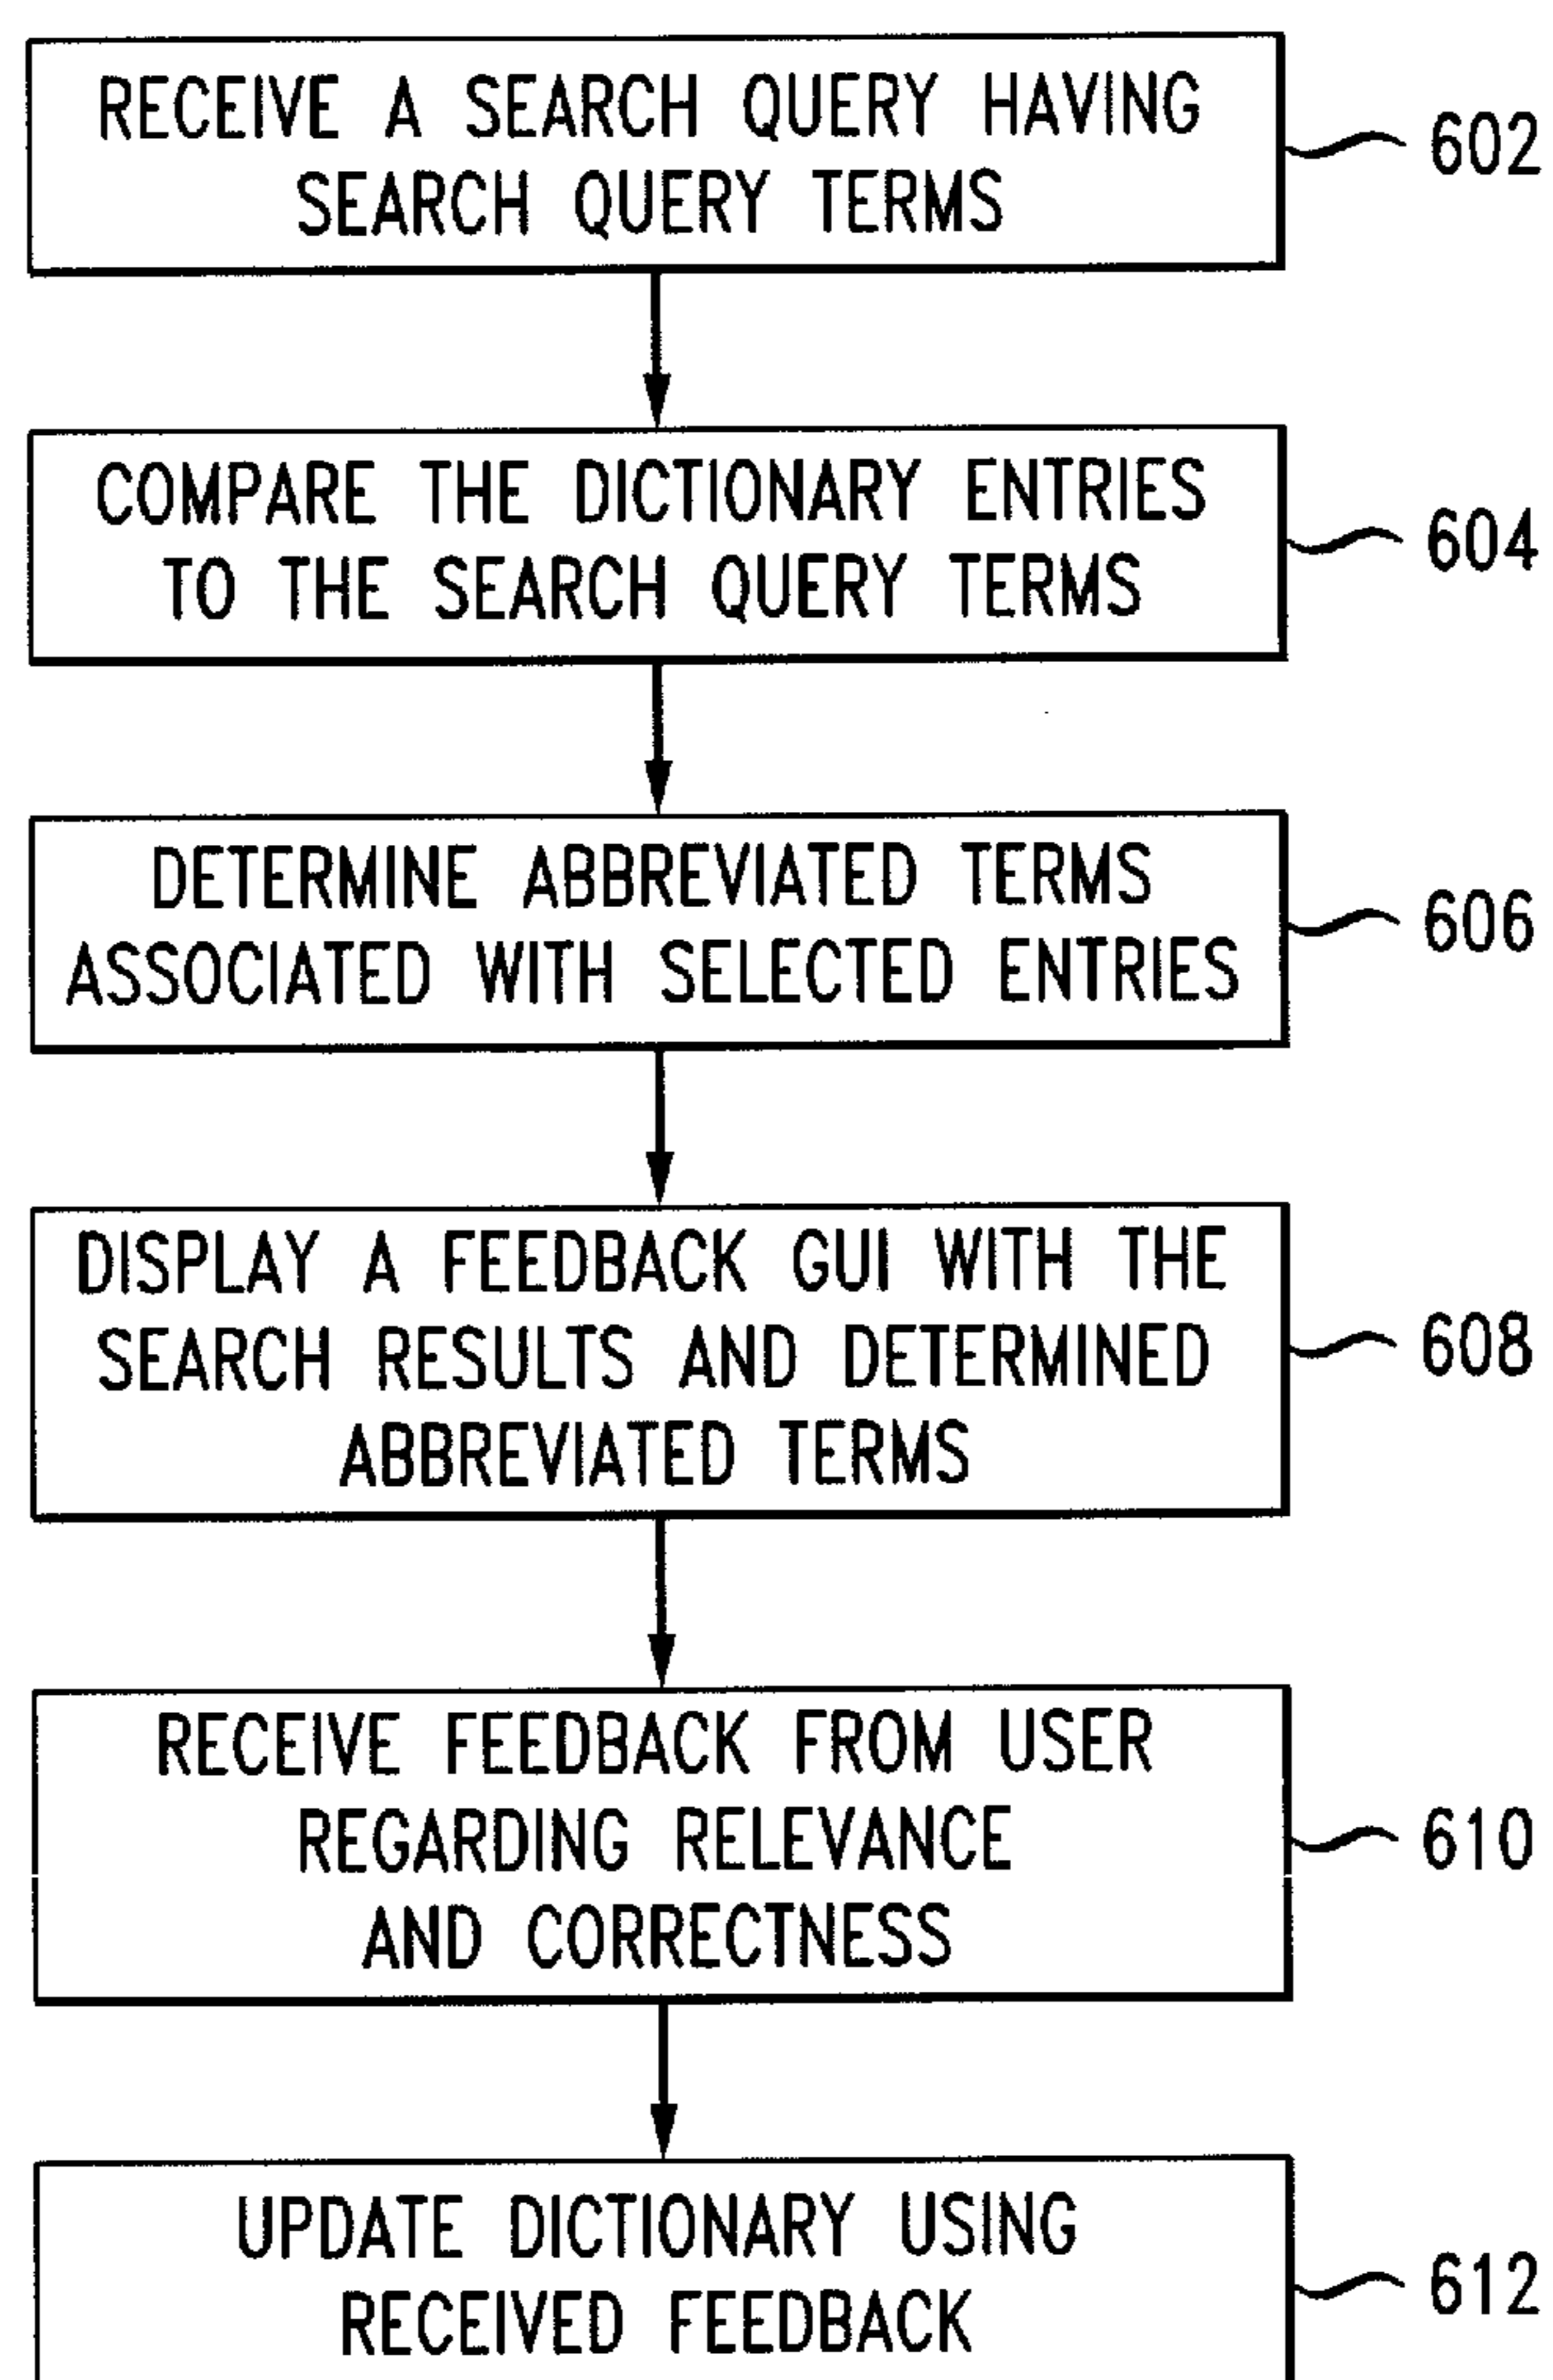 RECEIVE A SEARCH QUERY HAVING
SEARCH QUERY TERMS
602
COMPARE THE DICTIONARY ENTRIES
TO THE SEARCH QUERY TERMS
604
DETERMINE ABBREVIATED TERMS
ASSOCIATED WITH SELECTED ENTRIES
606
DISPLAY A FEEDBACK GUI WITH THE
SEARCH RESULTS AND DETERMINED
ABBREVIATED TERMS
608
RECEIVE FEEDBACK FROM USER
REGARDING RELEVANCE
AND CORRECTNESS
610
UPDATE DICTIONARY USING
RECEIVED FEEDBACK
612